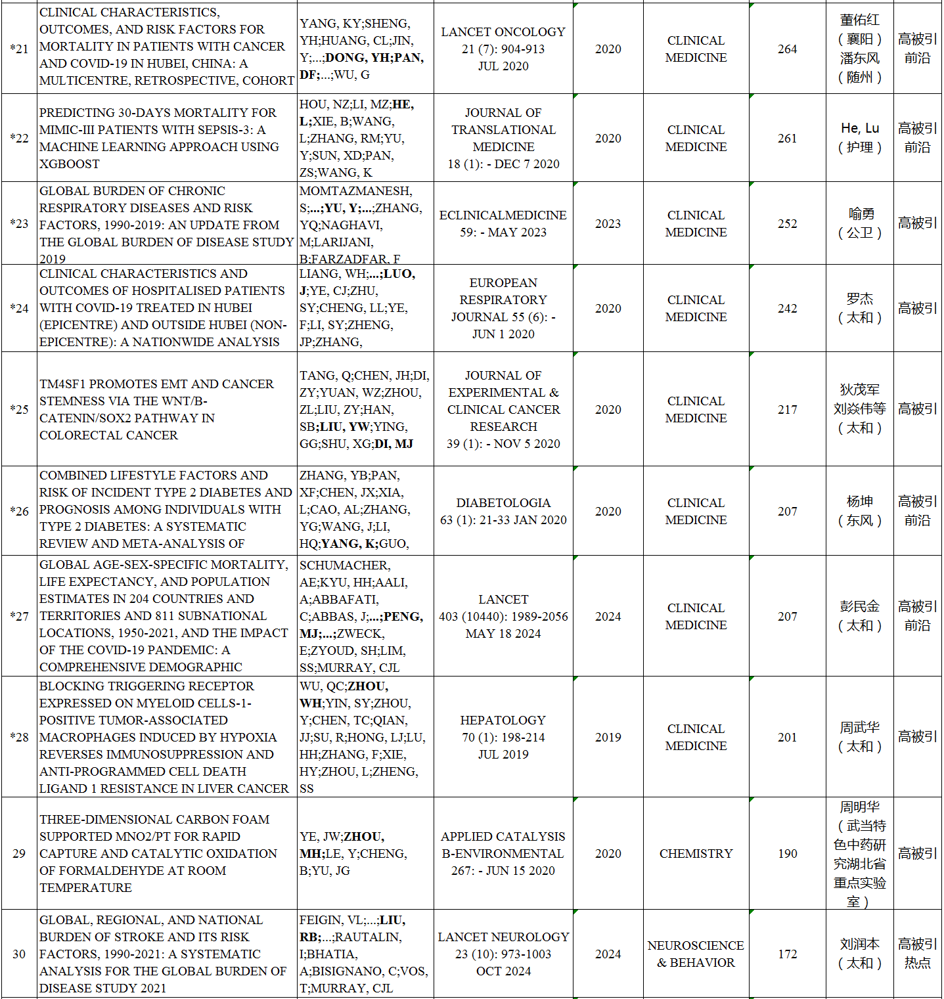 *21
CLINICAL CHARACTERISTICS,
OUTCOMES, AND RISK FACTORS FOR
MORTALITY IN PATIENTS WITH CANCER
AND COVID-19 IN HUBEI, CHINA: A
MULTICENTRE, RETROSPECTIVE, COHORT
YANG, KY;SHENG,
YH;HUANG, CL;JIN,
Y;...;DONG, YH;PAN,
DF;...;WU, G
LANCET ONCOLOGY
21 (7): 904-913
JUL 2020
2020
CLINICAL
MEDICINE
264
董佑红
（襄阳）
潘东风
（随州）
高被引
前沿
*22
PREDICTING 30-DAYS MORTALITY FOR
MIMIC-III PATIENTS WITH SEPSIS-3: A
MACHINE LEARNING APPROACH USING
XGBOOST
HOU, NZ;LI, MZ;HE,
L;XIE, B;WANG,
L;ZHANG, RM;YU,
Y;SUN, XD;PAN,
ZS;WANG, K
JOURNAL OF
TRANSLATIONAL
MEDICINE
18 (1): - DEC 7 2020
2020
CLINICAL
MEDICINE
261
He, Lu
（护理）
高被引
前沿
*23
GLOBAL BURDEN OF CHRONIC
RESPIRATORY DISEASES AND RISK
FACTORS, 1990-2019: AN UPDATE FROM
THE GLOBAL BURDEN OF DISEASE STUDY
2019
MOMTAZMANESH,
S;...;YU, Y;...;ZHANG,
YQ;NAGHAVI,
M;LARIJANI,
B;FARZADFAR, F
ECLINICALMEDICINE
59: - MAY 2023
2023
CLINICAL
MEDICINE
252
喻勇
（公卫）
高被引
*24
CLINICAL CHARACTERISTICS AND
OUTCOMES OF HOSPITALISED PATIENTS
WITH COVID-19 TREATED IN HUBEI
(EPICENTRE) AND OUTSIDE HUBEI (NON-
EPICENTRE): A NATIONWIDE ANALYSIS
LIANG, WH;...;LUO,
J;YE, CJ;ZHU,
SY;CHENG, LL;YE,
F;LI, SY;ZHENG,
JP;ZHANG,
EUROPEAN
RESPIRATORY
JOURNAL 55 (6): -
JUN 1 2020
2020
CLINICAL
MEDICINE
242
罗杰
（太和）
高被引
*25
TM4SF1 PROMOTES EMT AND CANCER
STEMNESS VIA THE WNT/B-
CATENIN/SOX2 PATHWAY IN
COLORECTAL CANCER
TANG, Q;CHEN, JH;DI,
ZY;YUAN, WZ;ZHOU,
ZL;LIU, ZY;HAN,
SB;LIU, YW;YING,
GG;SHU, XG;DI, MJ
JOURNAL OF
EXPERIMENTAL &
CLINICAL CANCER
RESEARCH
39 (1): - NOV 5 2020
2020
CLINICAL
MEDICINE
217
狄茂军
刘焱伟等
（太和）
高被引
*26
COMBINED LIFESTYLE FACTORS AND
RISK OF INCIDENT TYPE 2 DIABETES AND
PROGNOSIS AMONG INDIVIDUALS WITH
TYPE 2 DIABETES: A SYSTEMATIC
REVIEW AND META-ANALYSIS OF
ZHANG, YB;PAN,
XF;CHEN, JX;XIA,
L;CAO, AL;ZHANG,
YG;WANG, J;LI,
HQ;YANG, K;GUO,
DIABETOLOGIA
63 (1): 21-33 JAN 2020
2020
CLINICAL
MEDICINE
207
杨坤
（东风）
高被引
前沿
*27
GLOBAL AGE-SEX-SPECIFIC MORTALITY,
LIFE EXPECTANCY, AND POPULATION
ESTIMATES IN 204 COUNTRIES AND
TERRITORIES AND 811 SUBNATIONAL
LOCATIONS, 1950-2021, AND THE IMPACT
OF THE COVID-19 PANDEMIC: A
COMPREHENSIVE DEMOGRAPHIC
SCHUMACHER,
AE;KYU, HH;AALI,
A;ABBAFATI,
C;ABBAS, J;...;PENG,
MJ;...;ZWECK,
E;ZYOUD, SH;LIM,
SS;MURRAY, CJL
LANCET
403 (10440): 1989-2056
MAY 18 2024
2024
CLINICAL
MEDICINE
207
彭民金
（太和）
高被引
前沿
*28
BLOCKING TRIGGERING RECEPTOR
EXPRESSED ON MYELOID CELLS-1-
POSITIVE TUMOR-ASSOCIATED
MACROPHAGES INDUCED BY HYPOXIA
REVERSES IMMUNOSUPPRESSION AND
ANTI-PROGRAMMED CELL DEATH
LIGAND 1 RESISTANCE IN LIVER CANCER
WU, QC;ZHOU,
WH;YIN, SY;ZHOU,
Y;CHEN, TC;QIAN,
JJ;SU, R;HONG, LJ;LU,
HH;ZHANG, F;XIE,
HY;ZHOU, L;ZHENG,
SS
HEPATOLOGY
70 (1): 198-214
JUL 2019
2019
CLINICAL
MEDICINE
201
周武华
（太和）
高被引
29
THREE-DIMENSIONAL CARBON FOAM
SUPPORTED MNO2/PT FOR RAPID
CAPTURE AND CATALYTIC OXIDATION
OF FORMALDEHYDE AT ROOM
TEMPERATURE
YE, JW;ZHOU,
MH;LE, Y;CHENG,
B;YU, JG
APPLIED CATALYSIS
B-ENVIRONMENTAL
267: - JUN 15 2020
2020
CHEMISTRY
190
周明华
（武当特
色中药研
究湖北省
重点实验
室）
高被引
30
GLOBAL, REGIONAL, AND NATIONAL
BURDEN OF STROKE AND ITS RISK
FACTORS, 1990-2021: A SYSTEMATIC
ANALYSIS FOR THE GLOBAL BURDEN OF
DISEASE STUDY 2021
FEIGIN, VL;...;LIU,
RB;...;RAUTALIN,
I;BHATIA,
A;BISIGNANO, C;VOS,
T;MURRAY, CJL
LANCET NEUROLOGY
23 (10): 973-1003
OCT 2024
2024
NEUROSCIENCE
& BEHAVIOR
172
刘润本
（太和）
高被引
热点